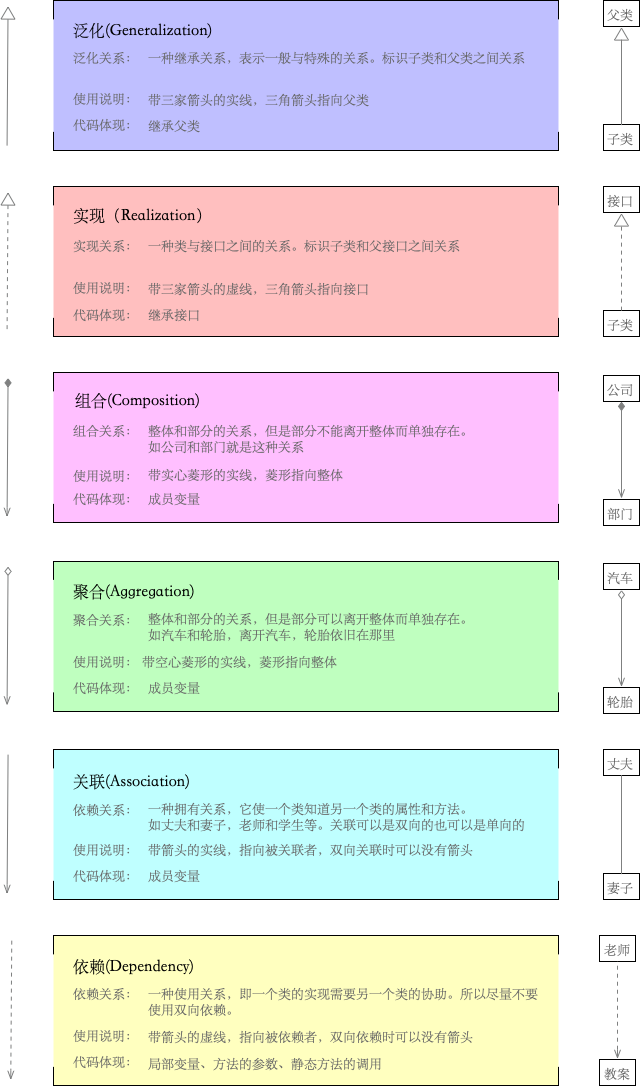 泛化(Generalization)
父类
泛化关系： 一种继承关系，表示一般与特殊的关系。标识子类和父类之间关系
使用说明： 带三家箭头的实线，三角箭头指向父类
代码体现： 继承父类
子类
实现（Realization）
接口
实现关系： 一种类与接口之间的关系。标识子类和父接口之间关系
使用说明： 带三家箭头的虚线，三角箭头指向接口
代码体现： 继承接口
子类
组合(Composition)
公司
组合关系： 整体和部分的关系，但是部分不能离开整体而单独存在。
如公司和部门就是这种关系
使用说明： 带实心菱形的实线，菱形指向整体
代码体现： 成员变量
部门
聚合(Aggregation)
汽车
聚合关系： 整体和部分的关系，但是部分可以离开整体而单独存在。
如汽车和轮胎，离开汽车，轮胎依旧在那里
使用说明： 带空心菱形的实线，菱形指向整体
代码体现： 成员变量
轮胎
关联(Association)
丈夫
依赖关系： 一种拥有关系，它使一个类知道另一个类的属性和方法。
如丈夫和妻子，老师和学生等。关联可以是双向的也可以是单向的
使用说明： 带箭头的实线，指向被关联者，双向关联时可以没有箭头
代码体现： 成员变量
妻子
依赖(Dependency)
老师
依赖关系： 一种使用关系，即一个类的实现需要另一个类的协助。所以尽量不要
使用双向依赖。
使用说明： 带箭头的虚线，指向被依赖者，双向依赖时可以没有箭头
代码体现： 局部变量、方法的参数、静态方法的调用
教案